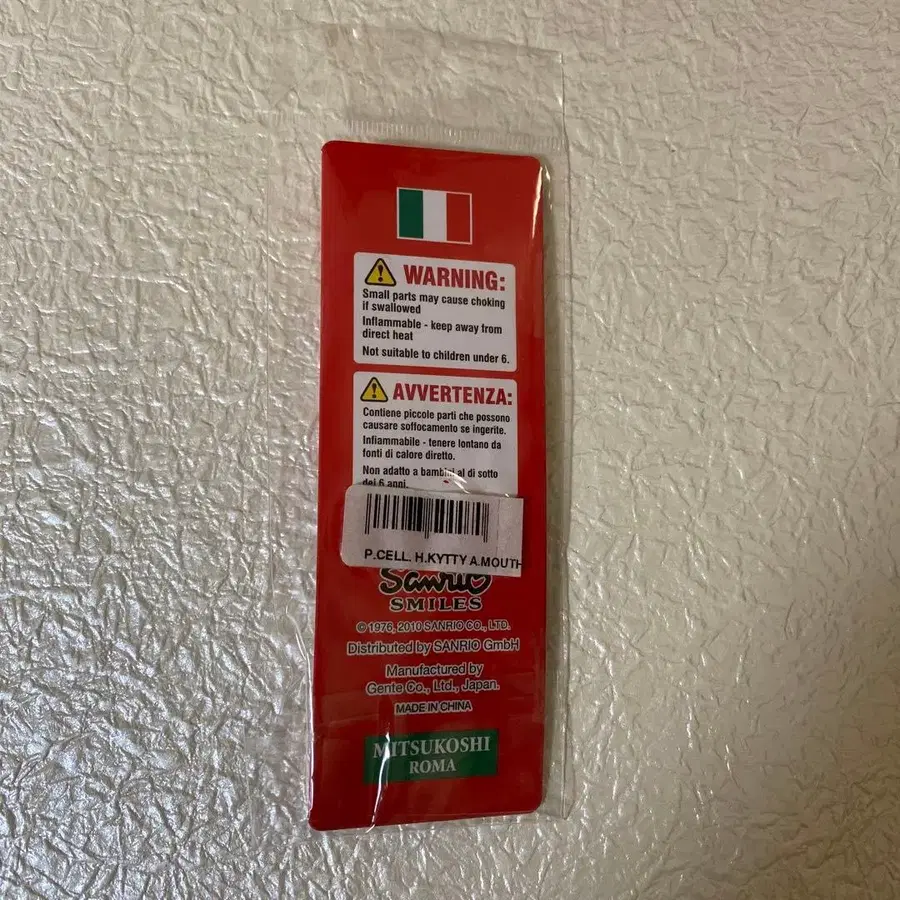 WARNING:
Small parts may cause choking
if swallowed
Inflammable - keep away from
direct heat
Not suitable to children under 6.
AVVERTENZA:
Contiene piccole parti che possono
causare soffocamento se ingerite.
Infiammabile - tenere lontano da
fonti di calore diretto.
Non adatto a bambini al di sotto
dei 6 anni.
P.CELL. H.KYTTY A.MOUTH
Sanrio
SMILES
© 1976, 2010 SANRIO CO., LTD.
Distributed by SANRIO GmbH
Manufactured by
Gente Co., Ltd., Japan.
MADE IN CHINA
MITSUKOSHI
ROMA